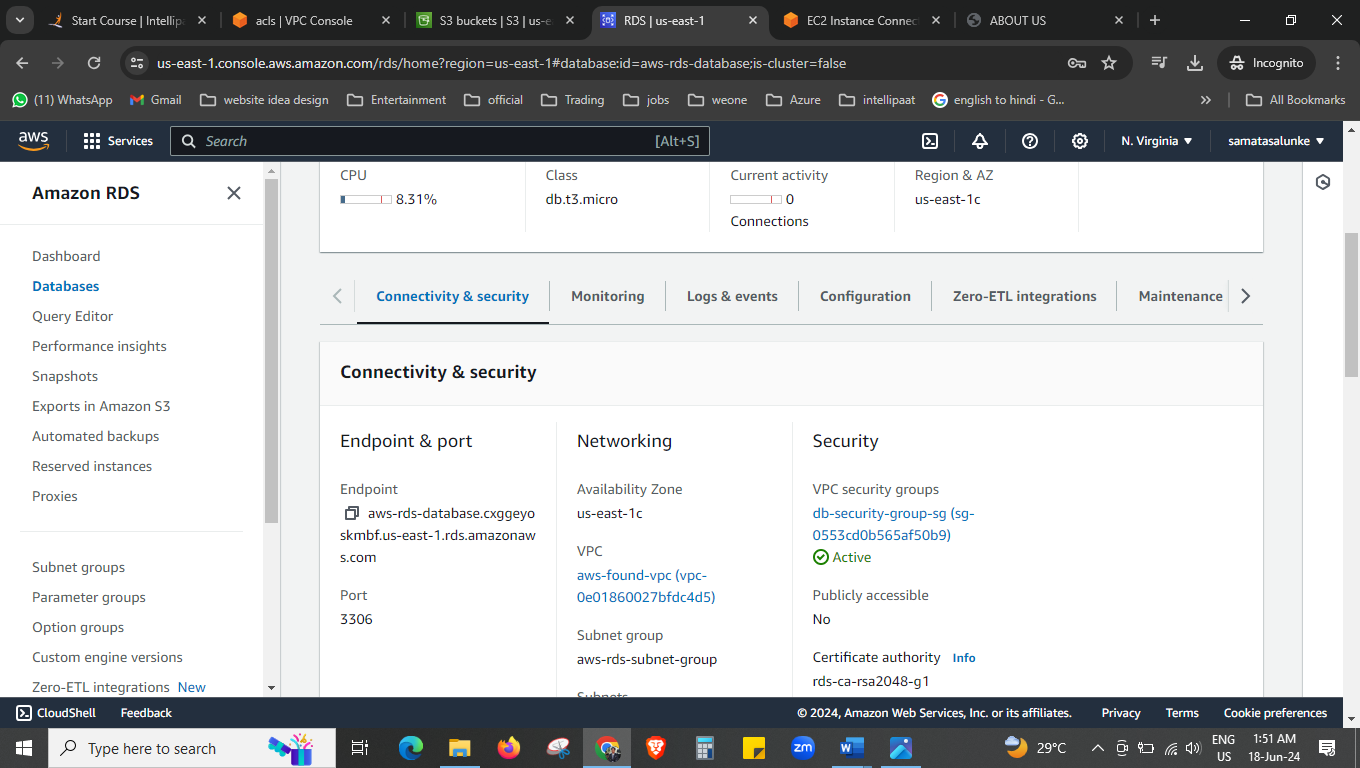 Start Course | Intellipa
acls | VPC Console
S3 buckets | S3 | us-e
RDS | us-east-1
EC2 Instance Connec
ABOUT US
us-east-1.console.aws.amazon.com/rds/home?region=us-east-1#database:id=aws-rds-database;is-cluster=false
Incognito
(11) WhatsApp
Gmail
website idea design
Entertainment
official
Trading
jobs
weone
Azure
intellipaat
english to hindi - G...
All Bookmarks
aws
Services
Search
[Alt+S]
N. Virginia
samatasalunke
Amazon RDS
Dashboard
Databases
Query Editor
Performance insights
Snapshots
Exports in Amazon S3
Automated backups
Reserved instances
Proxies
Subnet groups
Parameter groups
Option groups
Custom engine versions
Zero-ETL integrations New
CPU
8.31%
Class
db.t3.micro
Current activity
0
Connections
Region & AZ
us-east-1c
Connectivity & security
Monitoring
Logs & events
Configuration
Zero-ETL integrations
Maintenance
Connectivity & security
Endpoint & port
Endpoint
aws-rds-database.cxggeyo
skmbf.us-east-1.rds.amazonaw
s.com
Port
3306
Networking
Availability Zone
us-east-1c
VPC
aws-found-vpc (vpc-
0e01860027bfdc4d5)
Subnet group
aws-rds-subnet-group
Subnets
Security
VPC security groups
db-security-group-sg (sg-
0553cd0b565af50b9)
Active
Publicly accessible
No
Certificate authority Info
rds-ca-rsa2048-g1
CloudShell
Feedback
© 2024, Amazon Web Services, Inc. or its affiliates.
Privacy
Terms
Cookie preferences
Type here to search
zm
29°C
ENG
US
1:51 AM
18-Jun-24